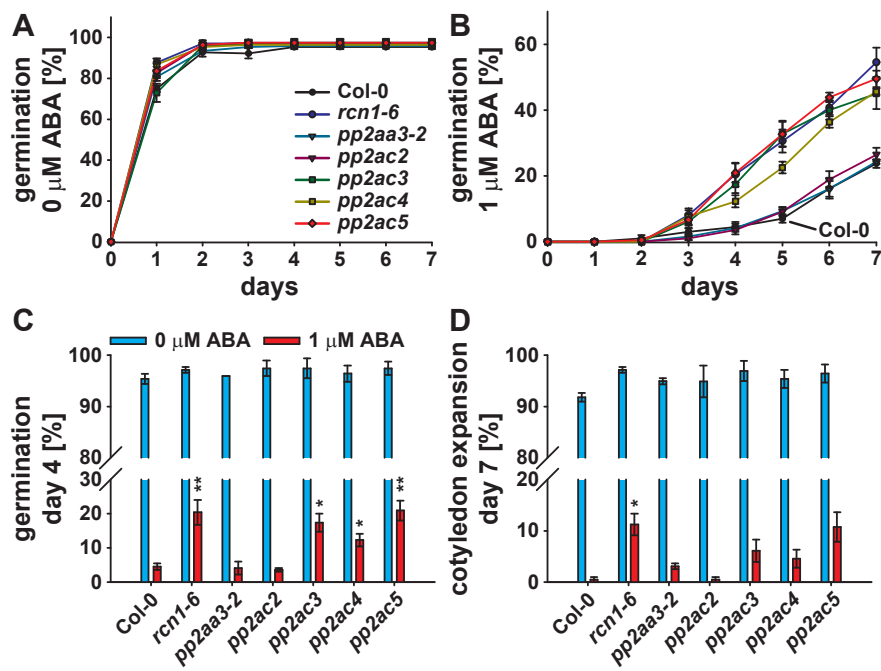 A
germination
0 µM ABA [%]
100
80
60
40
20
0
Col-0
rcn1-6
pp2aa3-2
pp2ac2
pp2ac3
pp2ac4
pp2ac5
0 1 2 3 4 5 6 7
days
B
germination
1 µM ABA [%]
60
40
20
0
Col-0
0 1 2 3 4 5 6 7
days
C
0 µM ABA 1 µM ABA
germination
day 4 [%]
100
90
80
30
20
10
0
** * * **
Col-0
rcn1-6
pp2aa3-2
pp2ac2
pp2ac3
pp2ac4
pp2ac5
D
cotyledon expansion
day 7 [%]
100
90
80
20
10
0
*
Col-0
rcn1-6
pp2aa3-2
pp2ac2
pp2ac3
pp2ac4
pp2ac5